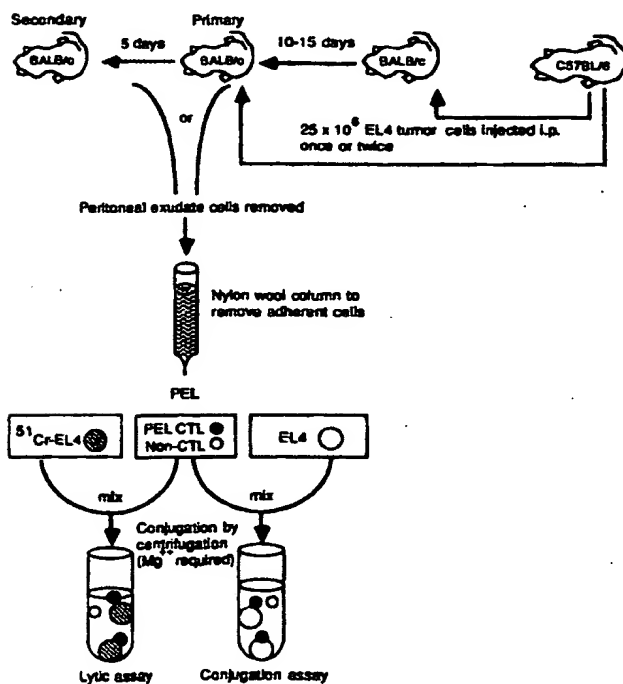 Secondary
Primary
5 days
10-15 days
BALB/c
BALB/c
BALB/c
C57BL/6
or
25 x 10⁶ EL4 tumor cells injected i.p.
once or twice
Peritoneal exudate cells removed
Nylon wool column to
remove adherent cells
PEL
⁵¹Cr-EL4
PEL CTL
Non-CTL
EL4
mix
mix
Conjugation by
centrifugation
(Mg⁺⁺ required)
Lytic assay
Conjugation assay